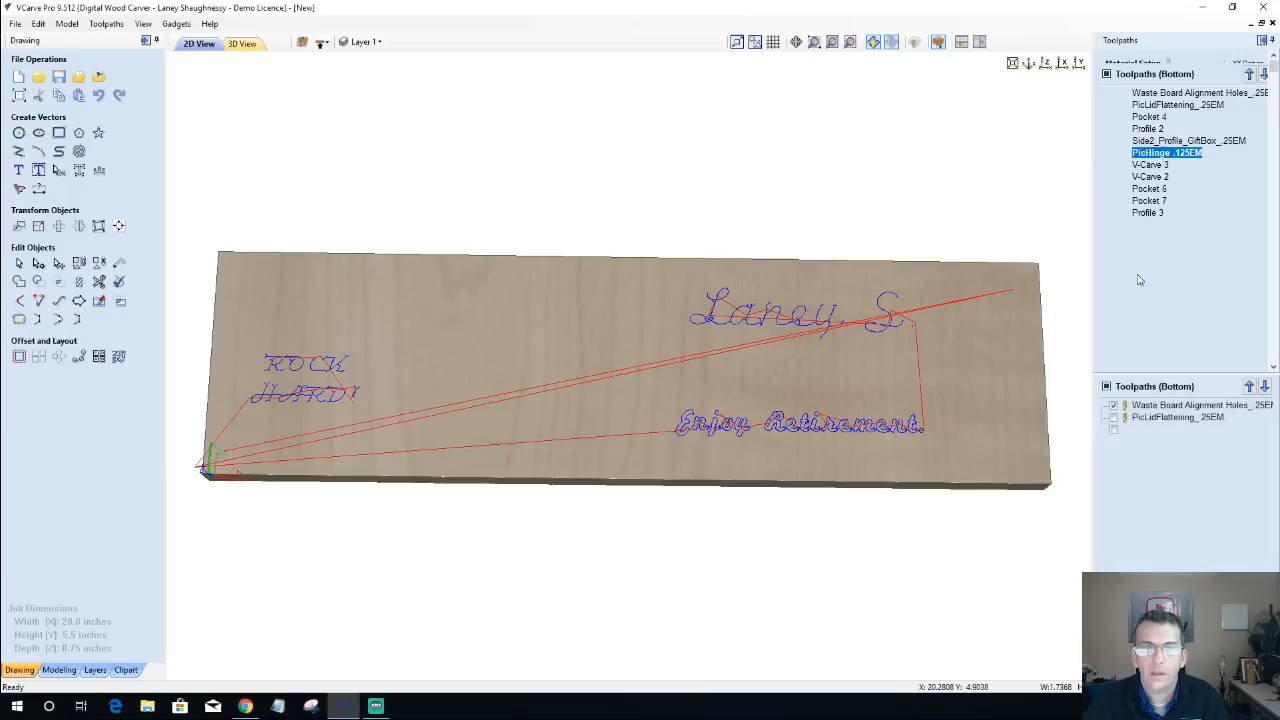 VCarve Pro 9.512 {Digital Wood Carver} - Laney Shaughnessy - Demo Licence} - [New]
File Edit Model Toolpaths View Gadgets Help
Drawing
2D View 3D View Layer 1
Toolpaths
File Operations
Toolpaths (Bottom)
Waste Board Alignment Holes_.25E
PicLidFlattening_.25EM
Pocket 4
Profile 2
Side2_Profile_GiftBox_.25EM
PicHinge .125EM
V-Carve 3
V-Carve 2
Pocket 6
Pocket 7
Profile 3
Create Vectors
Transform Objects
Edit Objects
Offset and Layout
Laney S
ROCK
HARD!
Enjoy Retirement.
Toolpaths (Bottom)
Waste Board Alignment Holes_.25EM
PicLidFlattening_.25EM
Job Dimensions
Width (X): 20.0 inches
Height (Y): 5.5 inches
Depth (Z): 0.75 inches
Drawing Modeling Layers Clipart
Ready
X: 20.2808 Y: 4.9038
W:1.7368